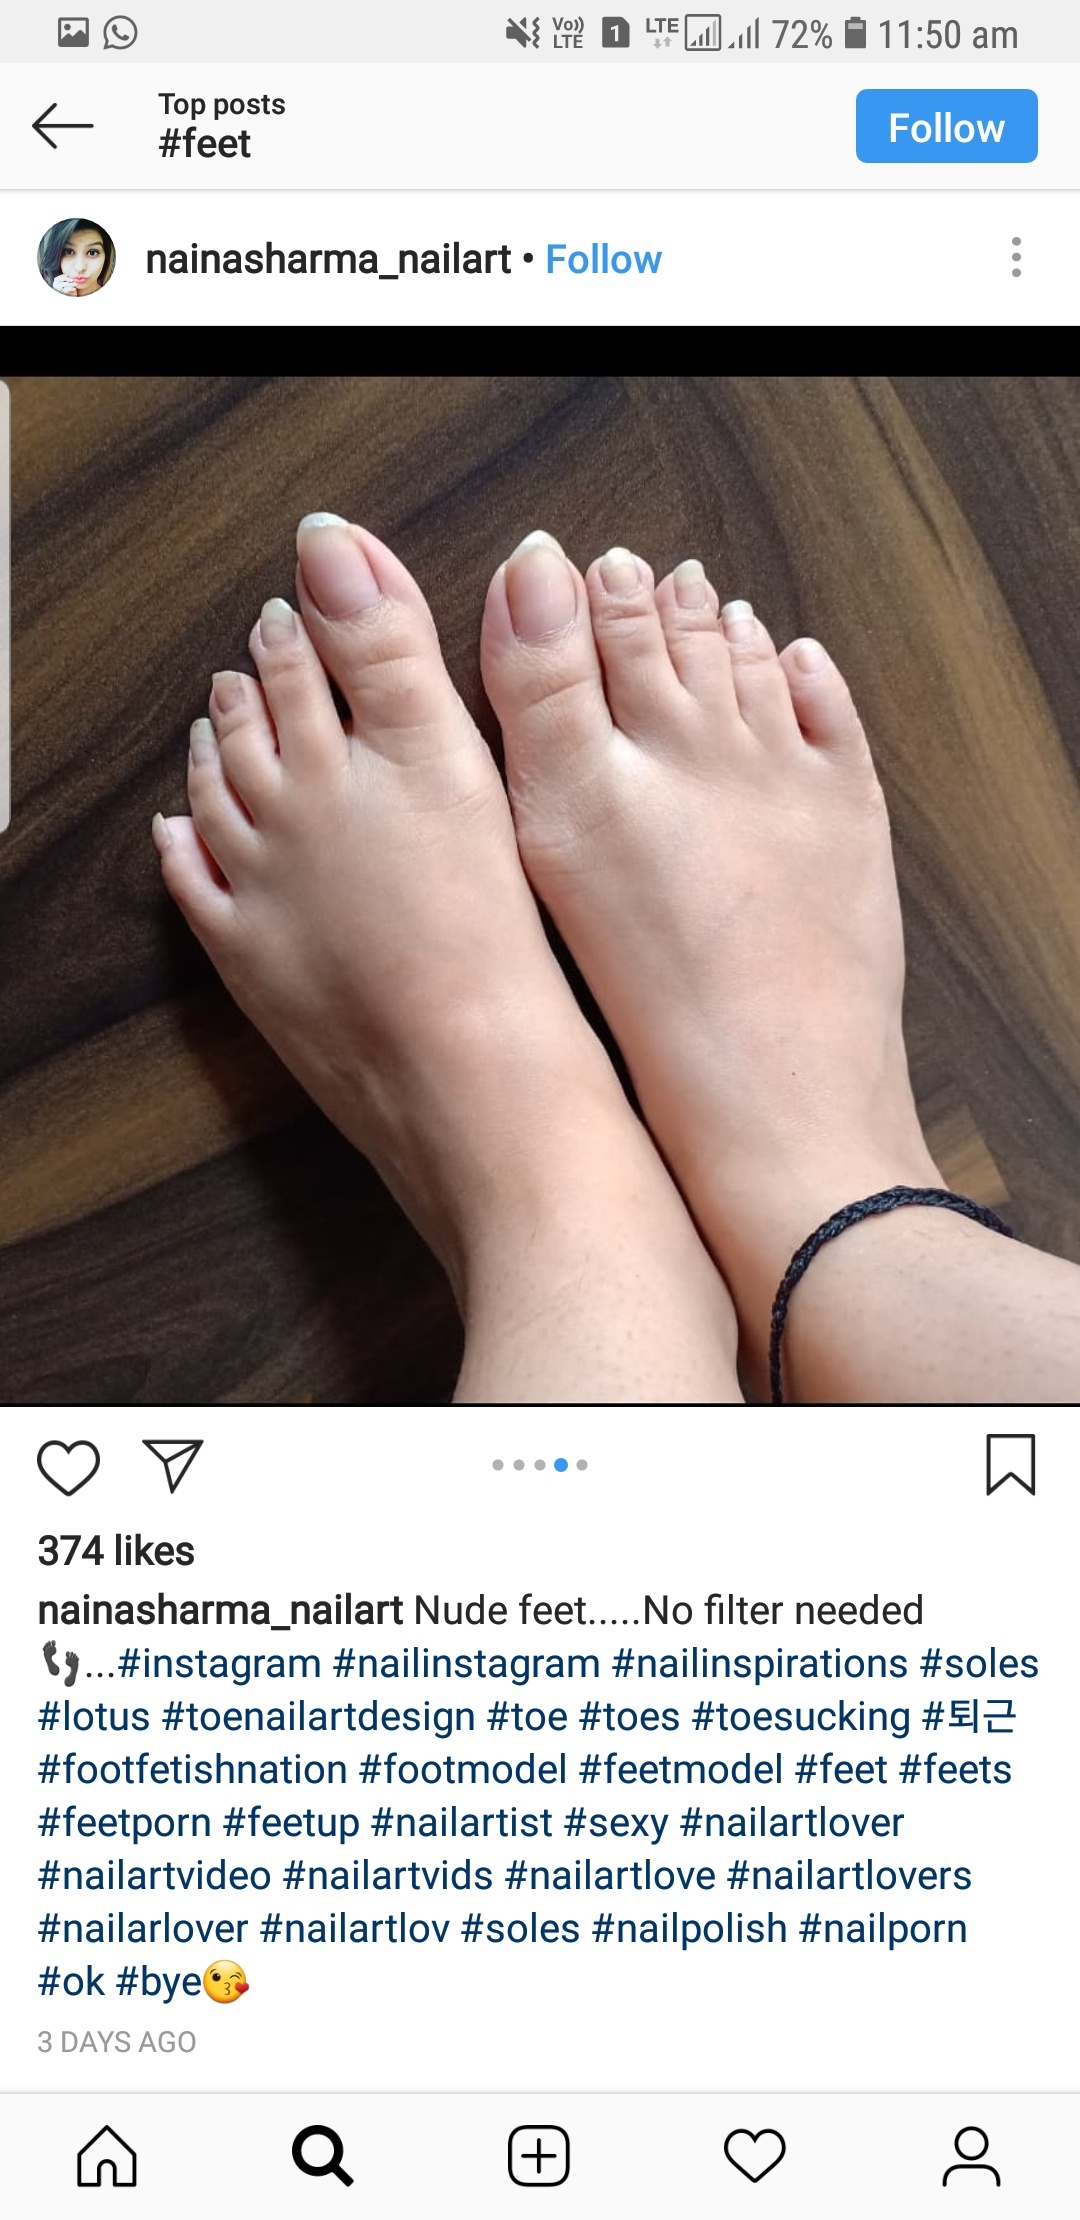 Vo)) LTE 1 LTE 72% 11:50 am
Top posts
#feet
Follow
nainasharma_nailart • Follow
374 likes
nainasharma_nailart Nude feet.....No filter needed
👣...#instagram #nailinstagram #nailinspirations #soles
#lotus #toenailartdesign #toe #toes #toesucking #퇴근
#footfetishnation #footmodel #feetmodel #feet #feets
#feetporn #feetup #nailartist #sexy #nailartlover
#nailartvideo #nailartvids #nailartlove #nailartlovers
#nailarlover #nailartlov #soles #nailpolish #nailporn
#ok #bye😘
3 DAYS AGO